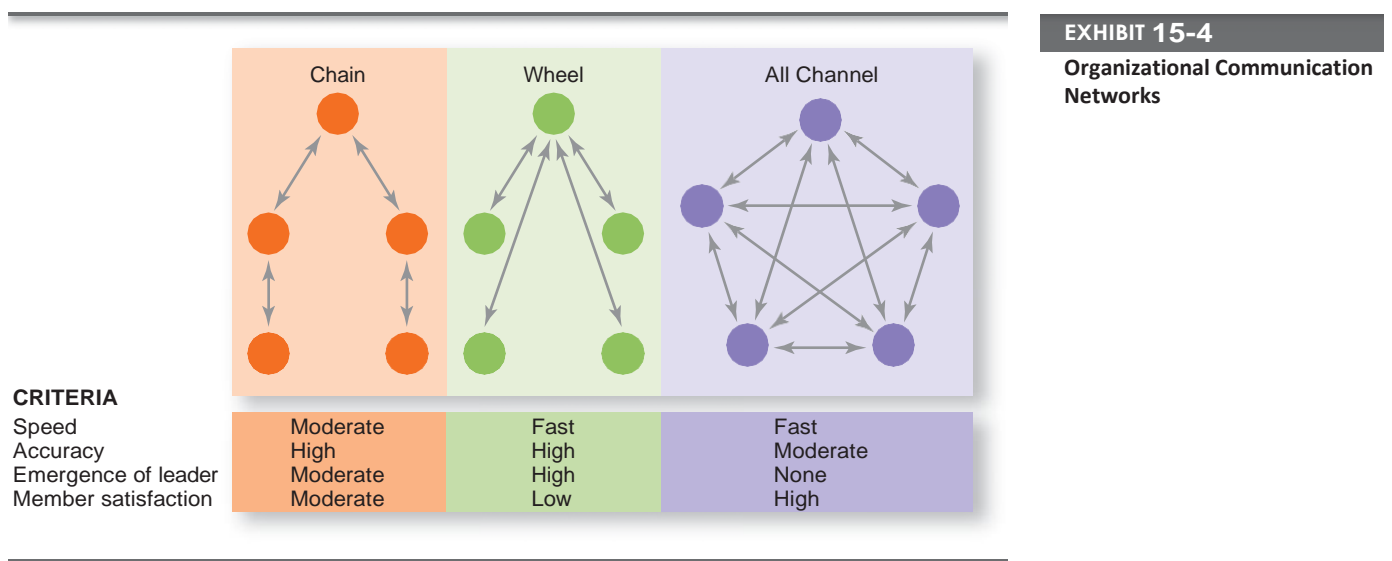 EXHIBIT 15-4
Organizational Communication
Networks
Chain Wheel All Channel
CRITERIA
Speed Moderate Fast Fast
Accuracy High High Moderate
Emergence of leader Moderate High None
Member satisfaction Moderate Low High